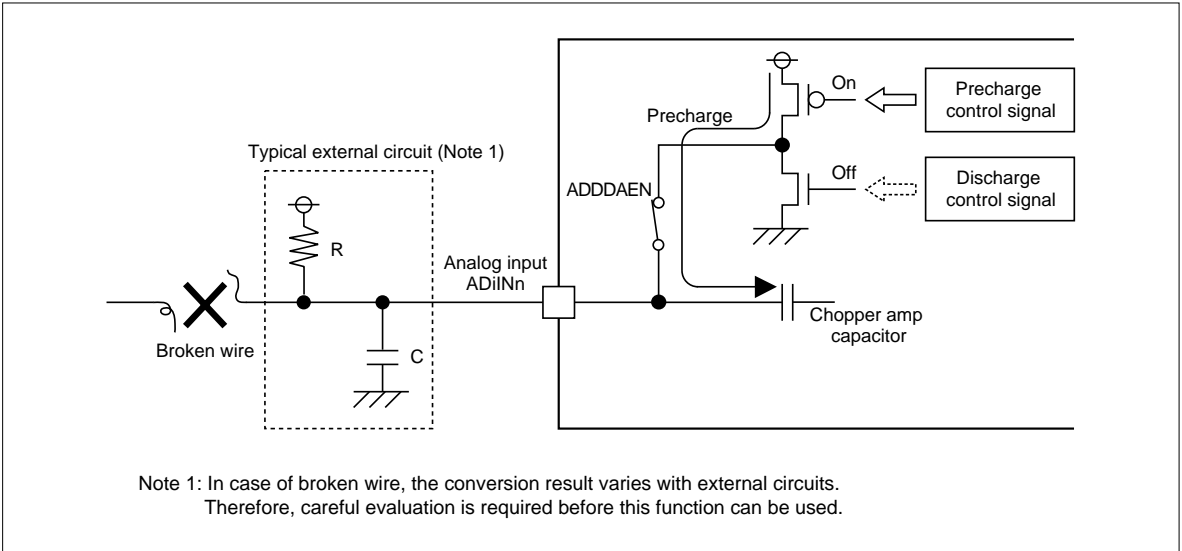 On
Precharge
control signal
Precharge
Typical external circuit (Note 1)
Off
Discharge
control signal
ADDDAEN
R
Analog input
ADiINn
Chopper amp
capacitor
Broken wire
C
Note 1: In case of broken wire, the conversion result varies with external circuits.
Therefore, careful evaluation is required before this function can be used.